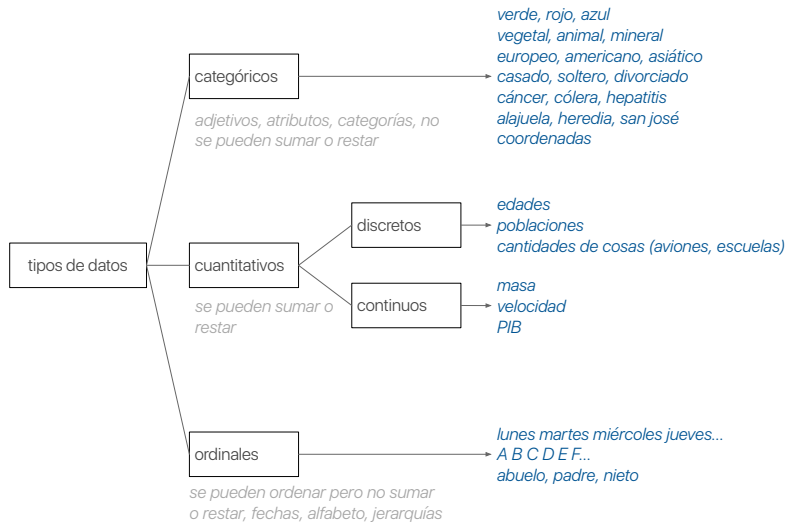 verde, rojo, azul
vegetal, animal, mineral
europeo, americano, asiático
casado, soltero, divorciado
cáncer, cólera, hepatitis
alajuela, heredia, san josé
coordenadas
categóricos
adjetivos, atributos, categorías, no
se pueden sumar o restar
tipos de datos
cuantitativos
se pueden sumar o
restar
discretos
edades
poblaciones
cantidades de cosas (aviones, escuelas)
continuos
masa
velocidad
PIB
ordinales
se pueden ordenar pero no sumar
o restar, fechas, alfabeto, jerarquías
lunes martes miércoles jueves...
A B C D E F...
abuelo, padre, nieto